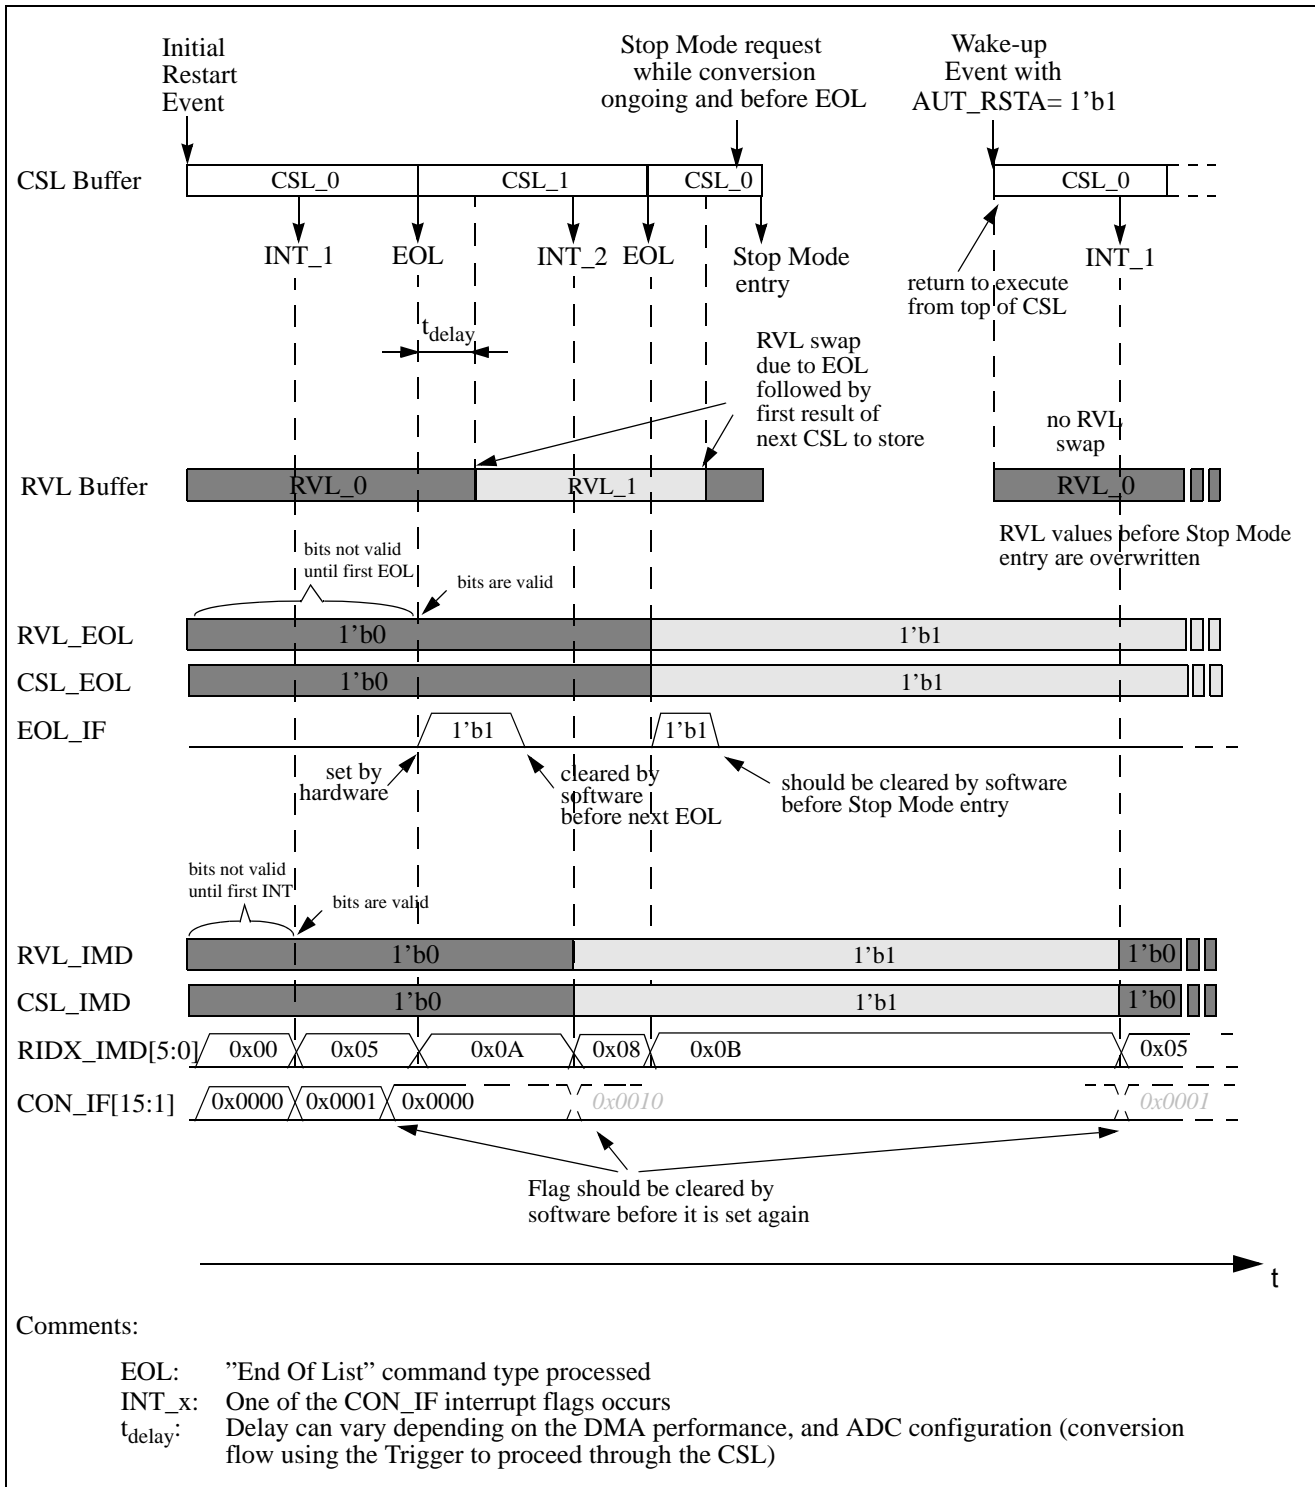 Initial
Restart
Event
Stop Mode request
while conversion
ongoing and before EOL
Wake-up
Event with
AUT_RSTA= 1’b1
CSL Buffer
CSL_0
CSL_1
CSL_0
CSL_0
INT_1
EOL
INT_2
EOL
Stop Mode
entry
INT_1
return to execute
from top of CSL
tdelay
RVL swap
due to EOL
followed by
first result of
next CSL to store
no RVL
swap
RVL Buffer
RVL_0
RVL_1
RVL_0
RVL values before Stop Mode
entry are overwritten
bits not valid
until first EOL
bits are valid
RVL_EOL
1’b0
1’b1
CSL_EOL
1’b0
1’b1
EOL_IF
1’b1
1’b1
set by
hardware
cleared by
software
before next EOL
should be cleared by software
before Stop Mode entry
bits not valid
until first INT
bits are valid
RVL_IMD
1’b0
1’b1
1’b0
CSL_IMD
1’b0
1’b1
1’b0
RIDX_IMD[5:0]
0x00
0x05
0x0A
0x08
0x0B
0x05
CON_IF[15:1]
0x0000
0x0001
0x0000
0x0010
0x0001
Flag should be cleared by
software before it is set again
t
Comments:
EOL: ”End Of List” command type processed
INT_x: One of the CON_IF interrupt flags occurs
tdelay: Delay can vary depending on the DMA performance, and ADC configuration (conversion
flow using the Trigger to proceed through the CSL)